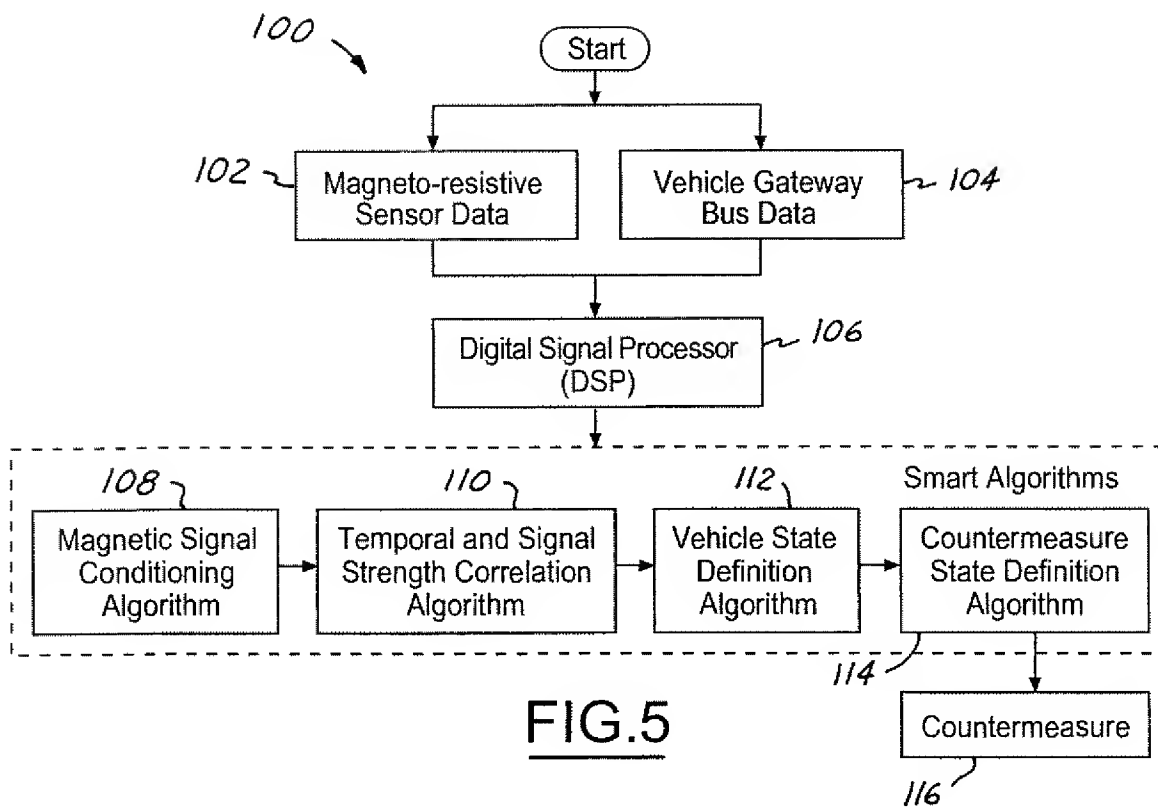 100
Start
102
Magneto-resistive
Sensor Data
Vehicle Gateway
Bus Data
104
Digital Signal Processor
(DSP)
106
108
110
112
Smart Algorithms
Magnetic Signal
Conditioning
Algorithm
Temporal and Signal
Strength Correlation
Algorithm
Vehicle State
Definition
Algorithm
Countermeasure
State Definition
Algorithm
114
Countermeasure
116
FIG.5